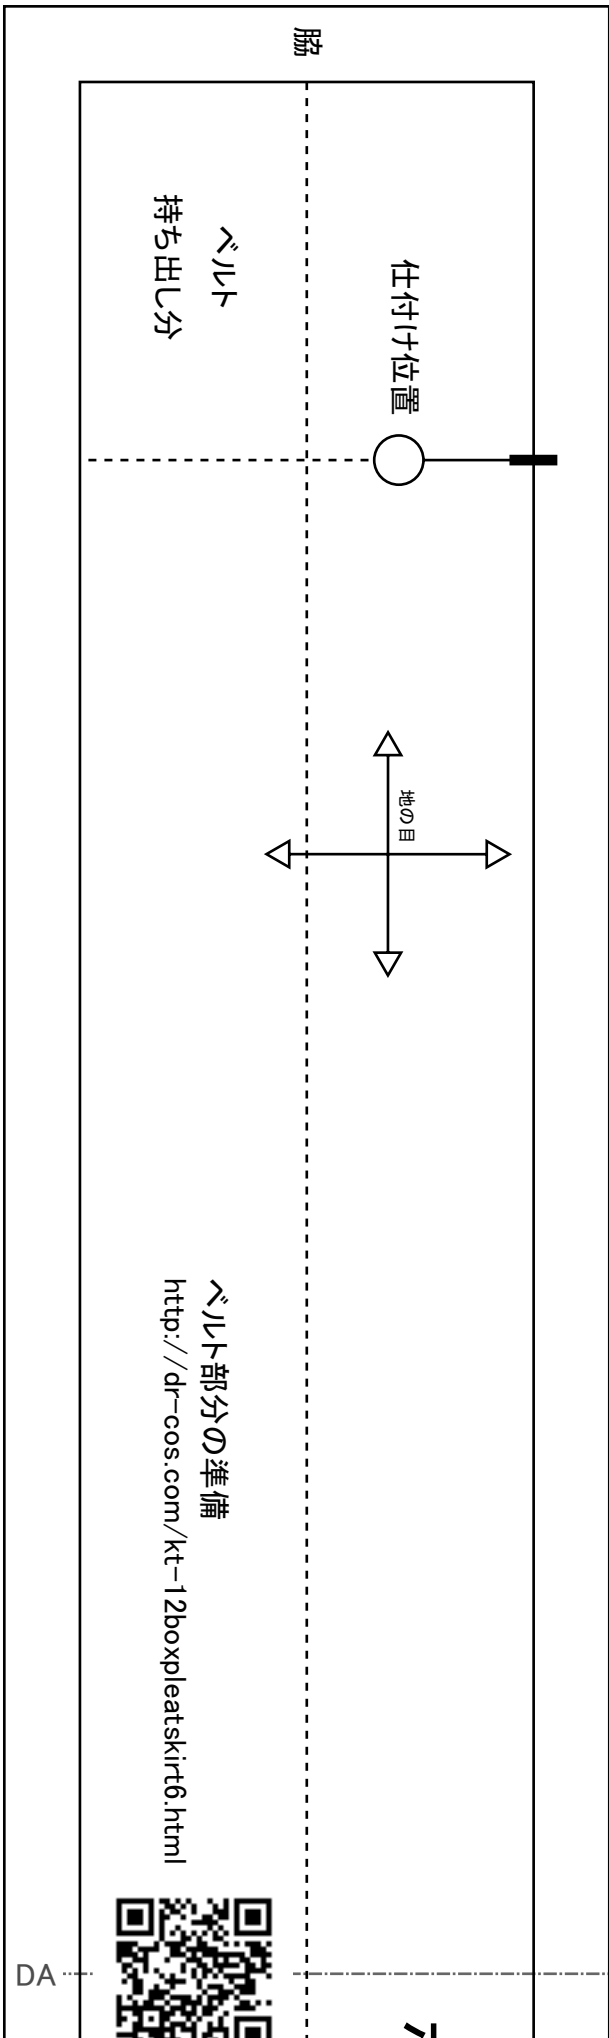 脇
ベルト
持ち出し分
仕付け位置
地の目
ベルト部分の準備
http://dr-cos.com/kt-12boxpleatskirt6.html
DA